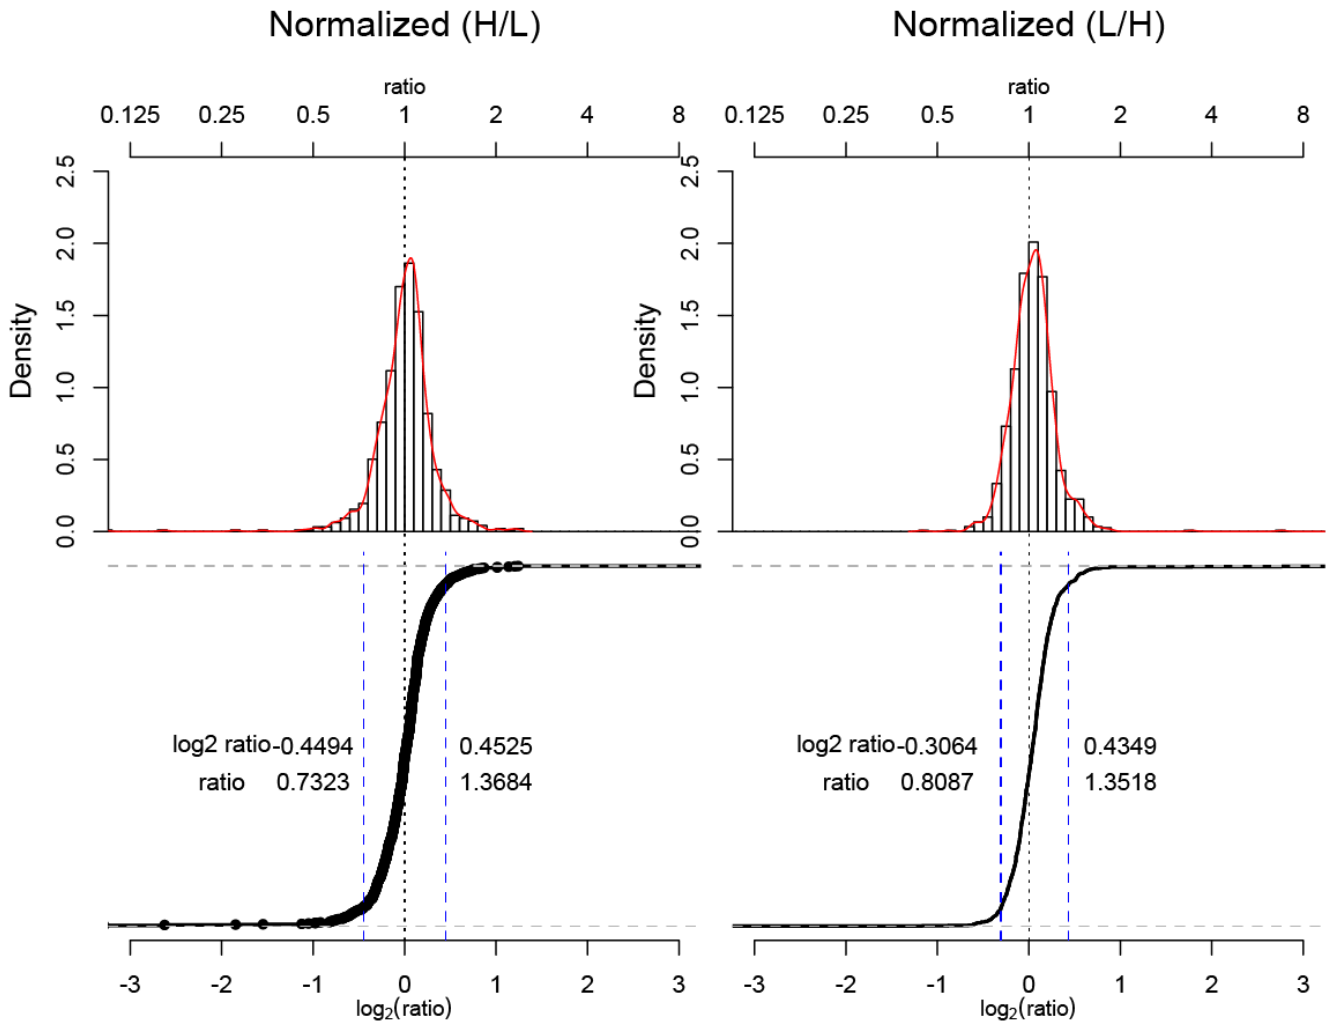 Normalized (H/L)
ratio
0.125 0.25 0.5 1 2 4 8
Density
2.5
2.0
1.5
1.0
0.5
0.0
log2 ratio -0.4494 0.4525
ratio 0.7323 1.3684
-3 -2 -1 0 1 2 3
log2(ratio)
Normalized (L/H)
ratio
0.125 0.25 0.5 1 2 4 8
Density
2.5
2.0
1.5
1.0
0.5
0.0
log2 ratio -0.3064 0.4349
ratio 0.8087 1.3518
-3 -2 -1 0 1 2 3
log2(ratio)